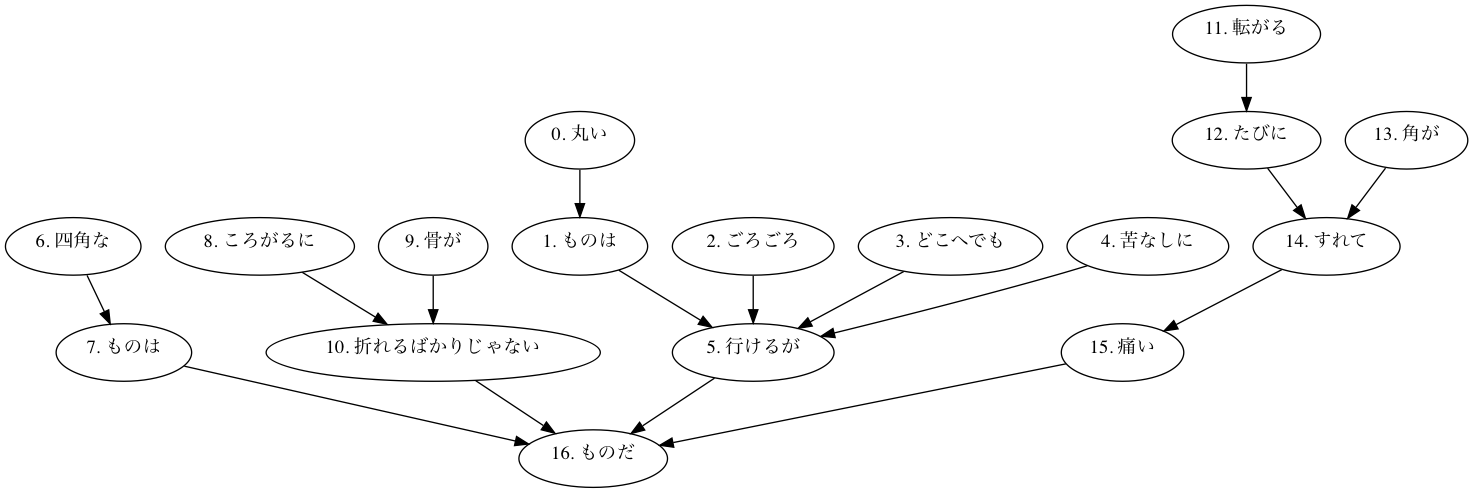 11. 転がる
0. 丸い
12. たびに
13. 角が
6. 四角な
8. ころがるに
9. 骨が
1. ものは
2. ごろごろ
3. どこへでも
4. 苦なしに
14. すれて
7. ものは
10. 折れるばかりじゃない
5. 行けるが
15. 痛い
16. ものだ